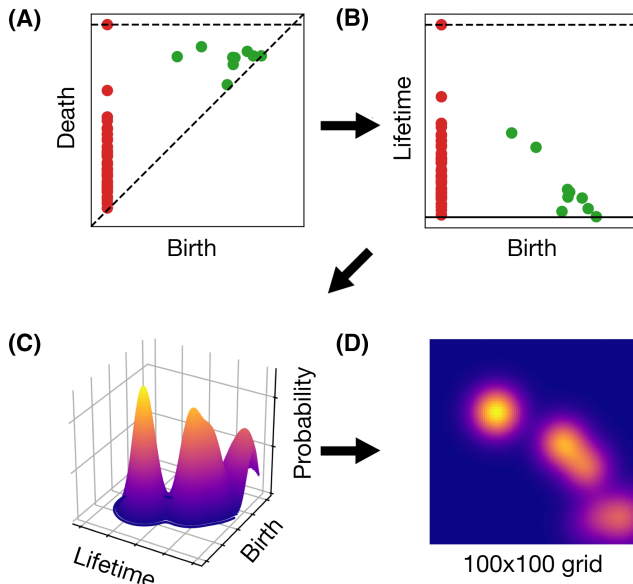 (A)
Death
Birth
(B)
Lifetime
Birth
(C)
Lifetime
Birth
Probability
(D)
100x100 grid